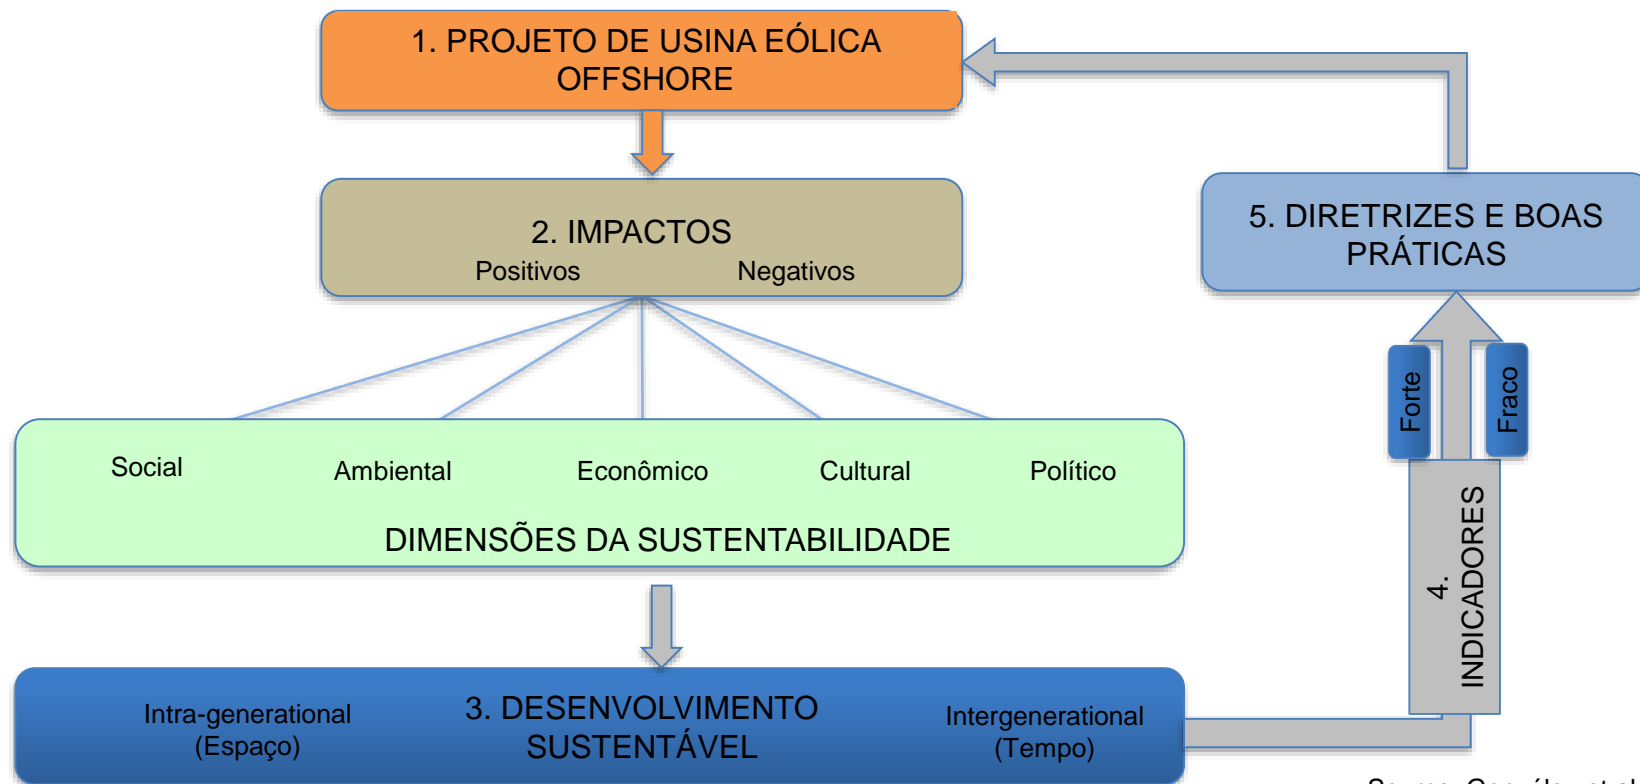 1. PROJETO DE USINA EÓLICA
OFFSHORE
2. IMPACTOS
Positivos Negativos
Social Ambiental Econômico Cultural Político
DIMENSÕES DA SUSTENTABILIDADE
Intra-generational
(Espaço)
3. DESENVOLVIMENTO
SUSTENTÁVEL
Intergenerational
(Tempo)
4.
INDICADORES
Forte
Fraco
5. DIRETRIZES E BOAS
PRÁTICAS